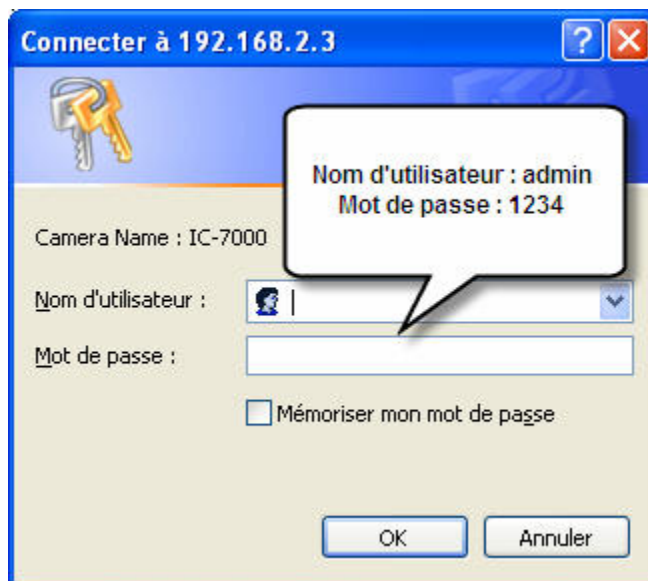 Connecter à 192.168.2.3
Nom d'utilisateur : admin
Mot de passe : 1234
Camera Name : IC-7000
Nom d'utilisateur :
Mot de passe :
Mémoriser mon mot de passe
OK
Annuler